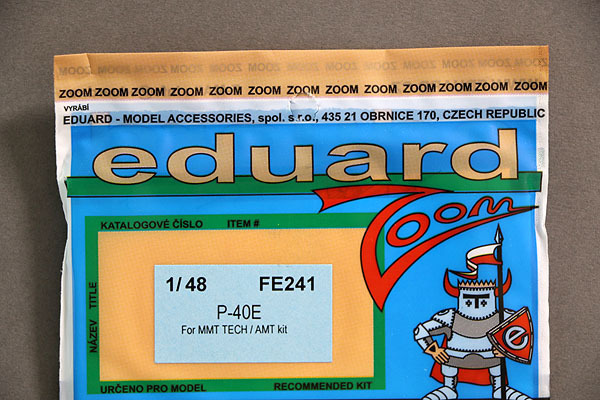 ZOOM ZOOM ZOOM ZOOM ZOOM ZOOM ZOOM ZOOM ZOOM ZOOM ZOOM ZOOM ZOOM
VYRÁBÍ
EDUARD - MODEL ACCESSORIES, spol. s.r.o., 435 21 OBRNICE 170, CZECH REPUBLIC
eduard
Zoom
KATALOGOVÉ ČÍSLO ITEM #
NÁZEV TITLE
1/48 FE241
P-40E
For MMT TECH / AMT kit
e
URČENO PRO MODEL RECOMMENDED KIT